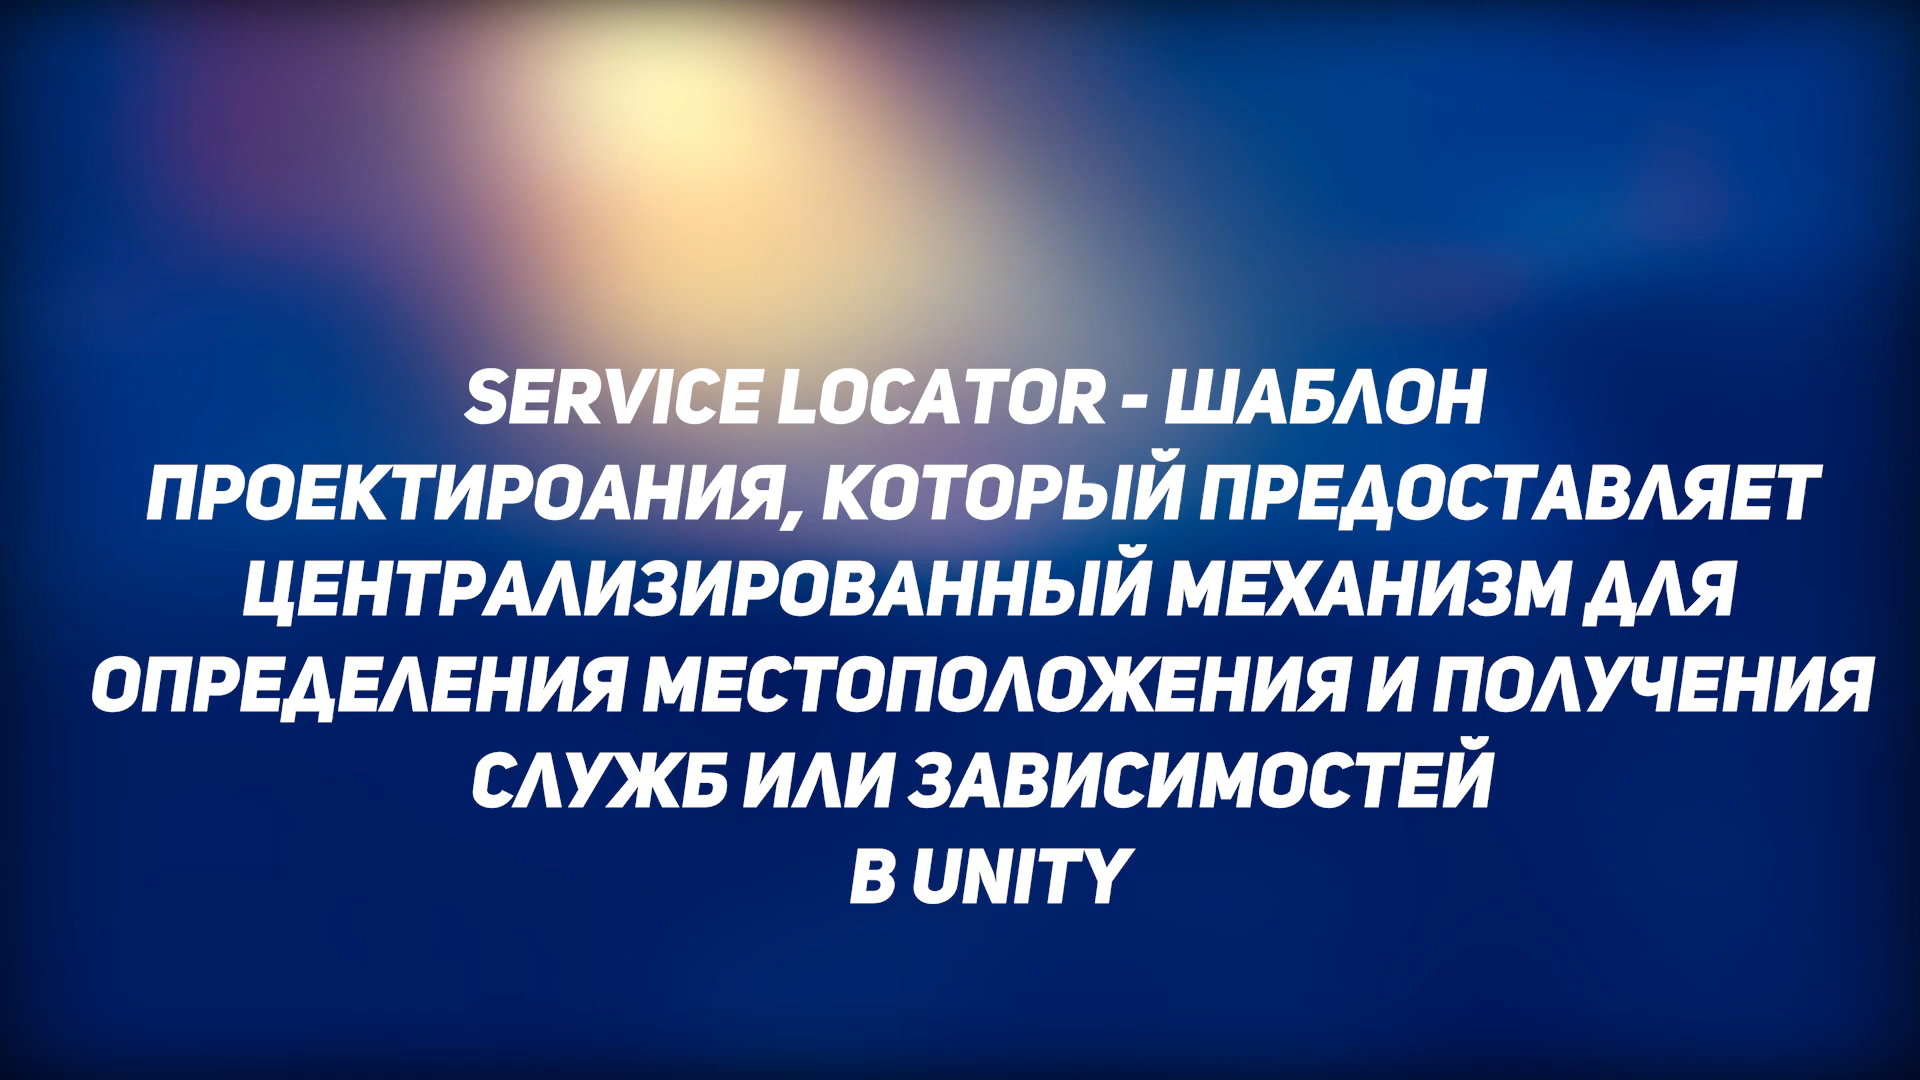 SERVICE LOCATOR - ШАБЛОН
ПРОЕКТИРОАНИЯ, КОТОРЫЙ ПРЕДОСТАВЛЯЕТ
ЦЕНТРАЛИЗИРОВАННЫЙ МЕХАНИЗМ ДЛЯ
ОПРЕДЕЛЕНИЯ МЕСТОПОЛОЖЕНИЯ И ПОЛУЧЕНИЯ
СЛУЖБ ИЛИ ЗАВИСИМОСТЕЙ
В UNITY